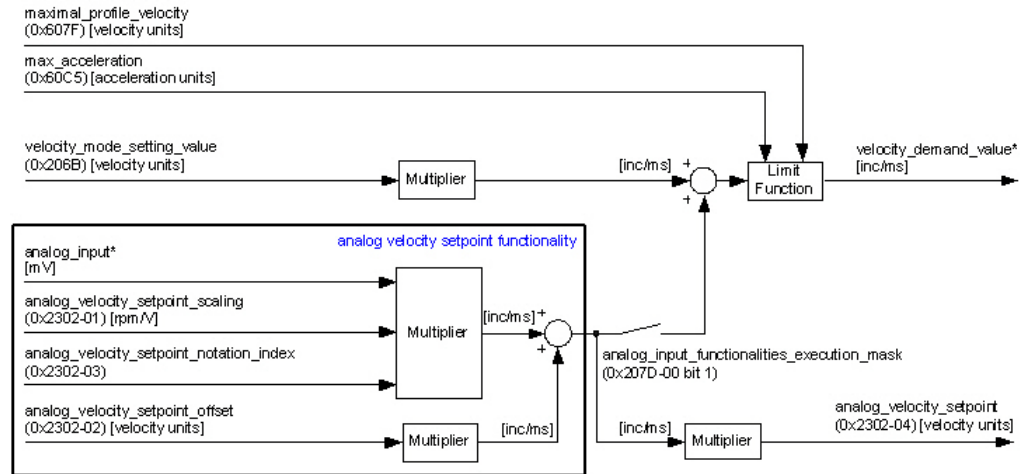 maximal_profile_velocity
(0x607F) [velocity units]
max_acceleration
(0x60C5) [acceleration units]
velocity_mode_setting_value
(0x206B) [velocity units]
Multiplier
[inc/ms]
+
+
Limit
Function
velocity_demand_value*
[inc/ms]
analog velocity setpoint functionality
analog_input*
[mV]
analog_velocity_setpoint_scaling
(0x2302-01) [rpm/V]
analog_velocity_setpoint_notation_index
(0x2302-03)
Multiplier
[inc/ms]
+
+
analog_velocity_setpoint_offset
(0x2302-02) [velocity units]
Multiplier
[inc/ms]
analog_input_functionalities_execution_mask
(0x207D-00 bit 1)
[inc/ms]
Multiplier
analog_velocity_setpoint
(0x2302-04) [velocity units]